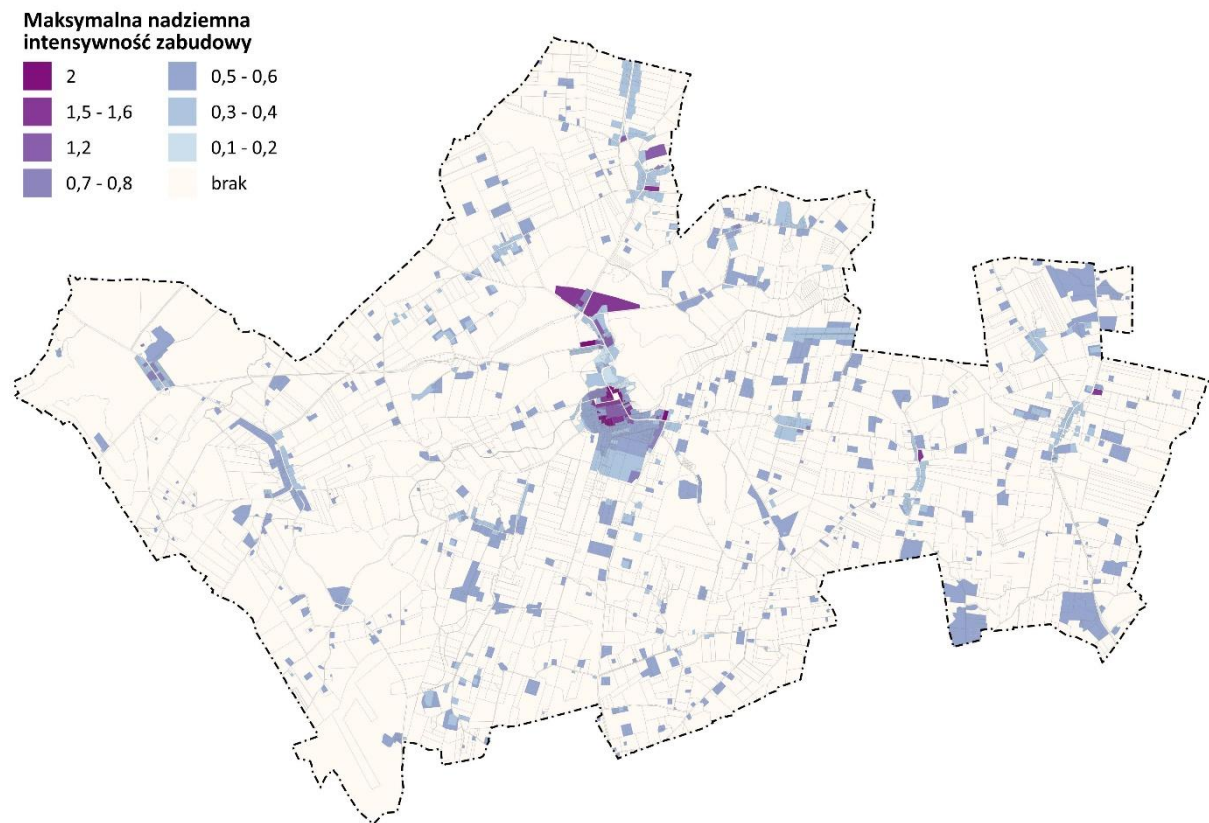 Maksymalna nadziemna
intensywność zabudowy
2
1,5 - 1,6
1,2
0,7 - 0,8
0,5 - 0,6
0,3 - 0,4
0,1 - 0,2
brak